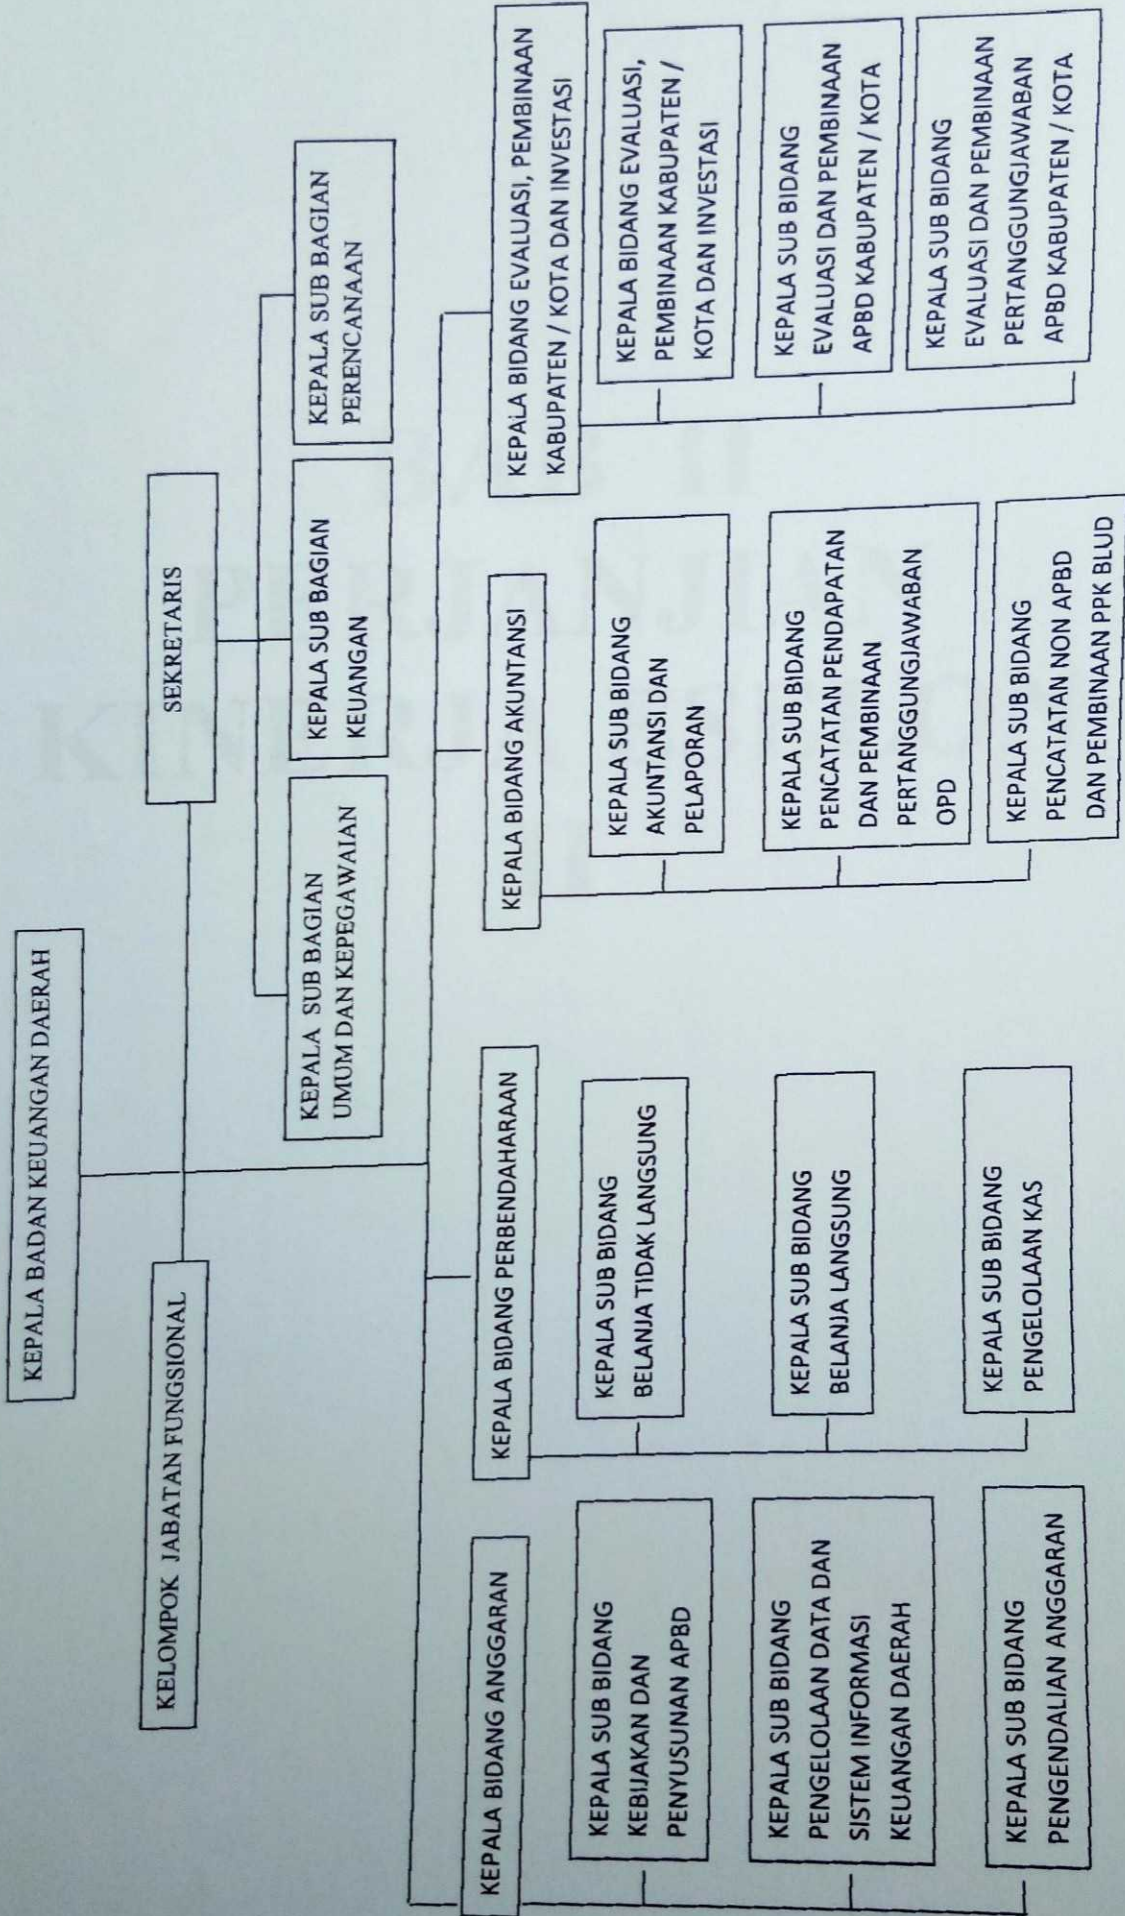 KEPALA BADAN KEUANGAN DAERAH
KELOMPOK JABATAN FUNGSIONAL
SEKRETARIS
KEPALA SUB BAGIAN
UMUM DAN KEPEGAWAIAN
KEPALA SUB BAGIAN
KEUANGAN
KEPALA SUB BAGIAN
PERENCANAAN
KEPALA BIDANG ANGGARAN
KEPALA SUB BIDANG
KEBIJAKAN DAN
PENYUSUNAN APBD
KEPALA SUB BIDANG
PENGELOLAAN DATA DAN
SISTEM INFORMASI
KEUANGAN DAERAH
KEPALA SUB BIDANG
PENGENDALIAN ANGGARAN
KEPALA BIDANG PERBENDAHARAAN
KEPALA SUB BIDANG
BELANJA TIDAK LANGSUNG
KEPALA SUB BIDANG
BELANJA LANGSUNG
KEPALA SUB BIDANG
PENGELOLAAN KAS
KEPALA BIDANG AKUNTANSI
KEPALA SUB BIDANG
AKUNTANSI DAN
PELAPORAN
KEPALA SUB BIDANG
PENCATATAN PENDAPATAN
DAN PEMBINAAN
PERTANGGUNGJAWABAN
OPD
KEPALA SUB BIDANG
PENCATATAN NON APBD
DAN PEMBINAAN PPK BLUD
KEPALA BIDANG EVALUASI, PEMBINAAN
KABUPATEN / KOTA DAN INVESTASI
KEPALA BIDANG EVALUASI,
PEMBINAAN KABUPATEN /
KOTA DAN INVESTASI
KEPALA SUB BIDANG
EVALUASI DAN PEMBINAAN
APBD KABUPATEN / KOTA
KEPALA SUB BIDANG
EVALUASI DAN PEMBINAAN
PERTANGGUNGJAWABAN
APBD KABUPATEN / KOTA